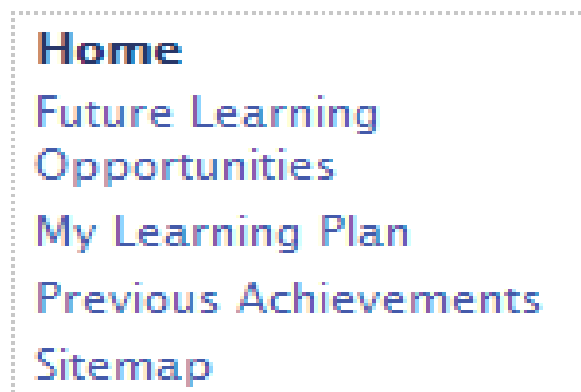 Home
Future Learning
Opportunities
My Learning Plan
Previous Achievements
Sitemap